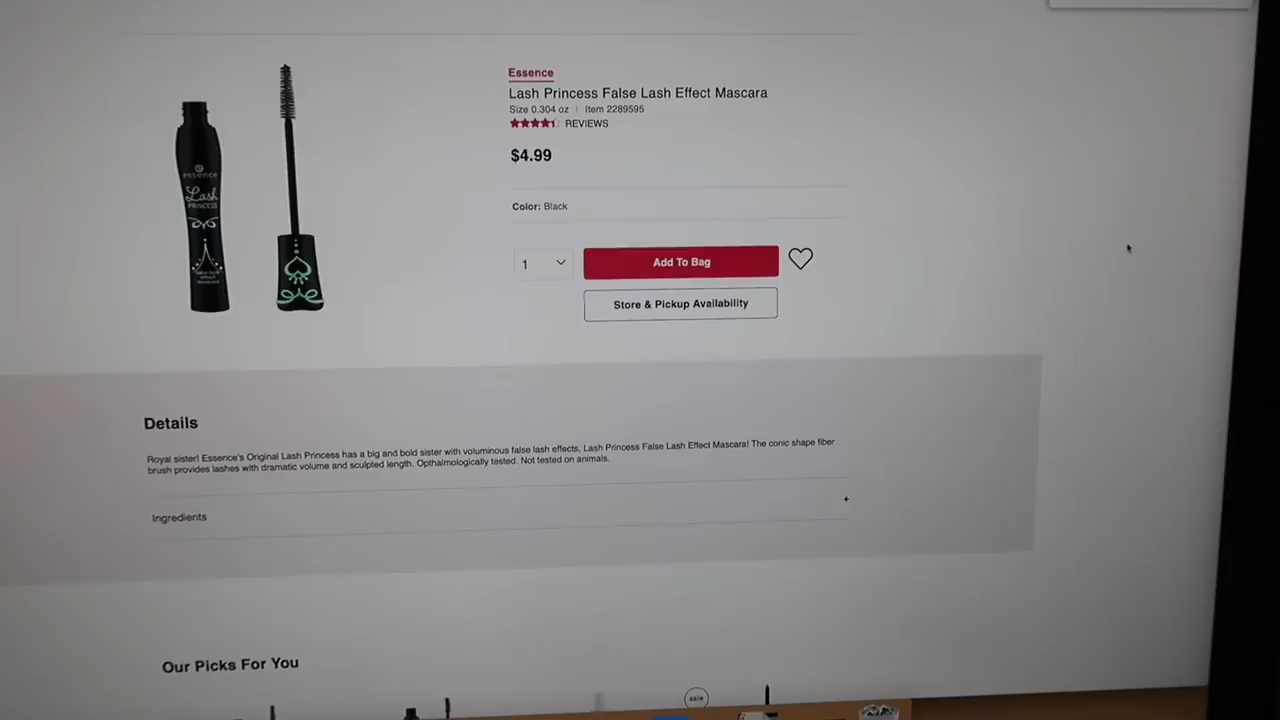 Essence
Lash Princess False Lash Effect Mascara
Size 0.304 oz | Item 2289595
REVIEWS
$4.99
Color: Black
1
Add To Bag
Store & Pickup Availability
essence
Lash
PRINCESS
Details
Royal sister! Essence's Original Lash Princess has a big and bold sister with voluminous false lash effects, Lash Princess False Lash Effect Mascara! The conic shape fiber
brush provides lashes with dramatic volume and sculpted length. Opthalmologically tested. Not tested on animals.
Ingredients
+
Our Picks For You
sale